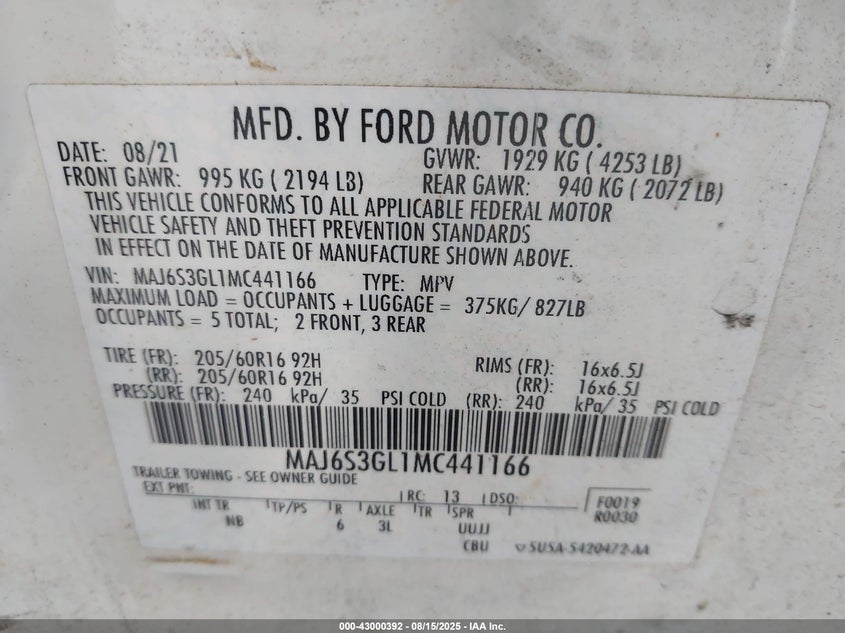 MFD. BY FORD MOTOR CO.
DATE: 08/21 GVWR: 1929 KG ( 4253 LB)
FRONT GAWR: 995 KG ( 2194 LB) REAR GAWR: 940 KG ( 2072 LB)
THIS VEHICLE CONFORMS TO ALL APPLICABLE FEDERAL MOTOR
VEHICLE SAFETY AND THEFT PREVENTION STANDARDS
IN EFFECT ON THE DATE OF MANUFACTURE SHOWN ABOVE.
VIN: MAJ6S3GL1MC441166 TYPE: MPV
MAXIMUM LOAD = OCCUPANTS + LUGGAGE = 375KG/ 827LB
OCCUPANTS = 5 TOTAL; 2 FRONT, 3 REAR
TIRE (FR): 205/60R16 92H RIMS (FR): 16x6.5J
(RR): 205/60R16 92H (RR): 16x6.5J
PRESSURE (FR): 240 kPa/ 35 PSI COLD (RR): 240 kPa/ 35 PSI COLD
MAJ6S3GL1MC441166
TRAILER TOWING - SEE OWNER GUIDE
EXT PNT: RC: 13 DSO: F0019
INT TR TP/PS R AXLE TR SPR R0030
NB 6 3L UUJJ
CBU 5U5A-5420472-AA
000-43000392 - 08/15/2025 - IAA Inc.